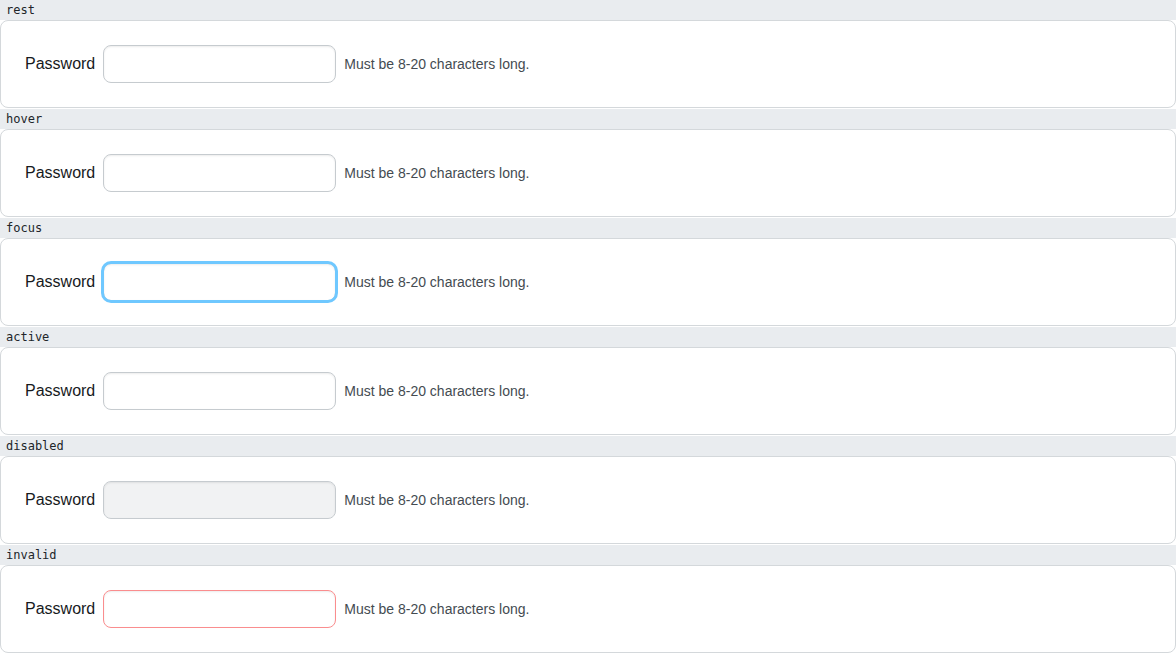 rest
Password Must be 8-20 characters long.
hover
Password Must be 8-20 characters long.
focus
Password Must be 8-20 characters long.
active
Password Must be 8-20 characters long.
disabled
Password Must be 8-20 characters long.
invalid
Password Must be 8-20 characters long.